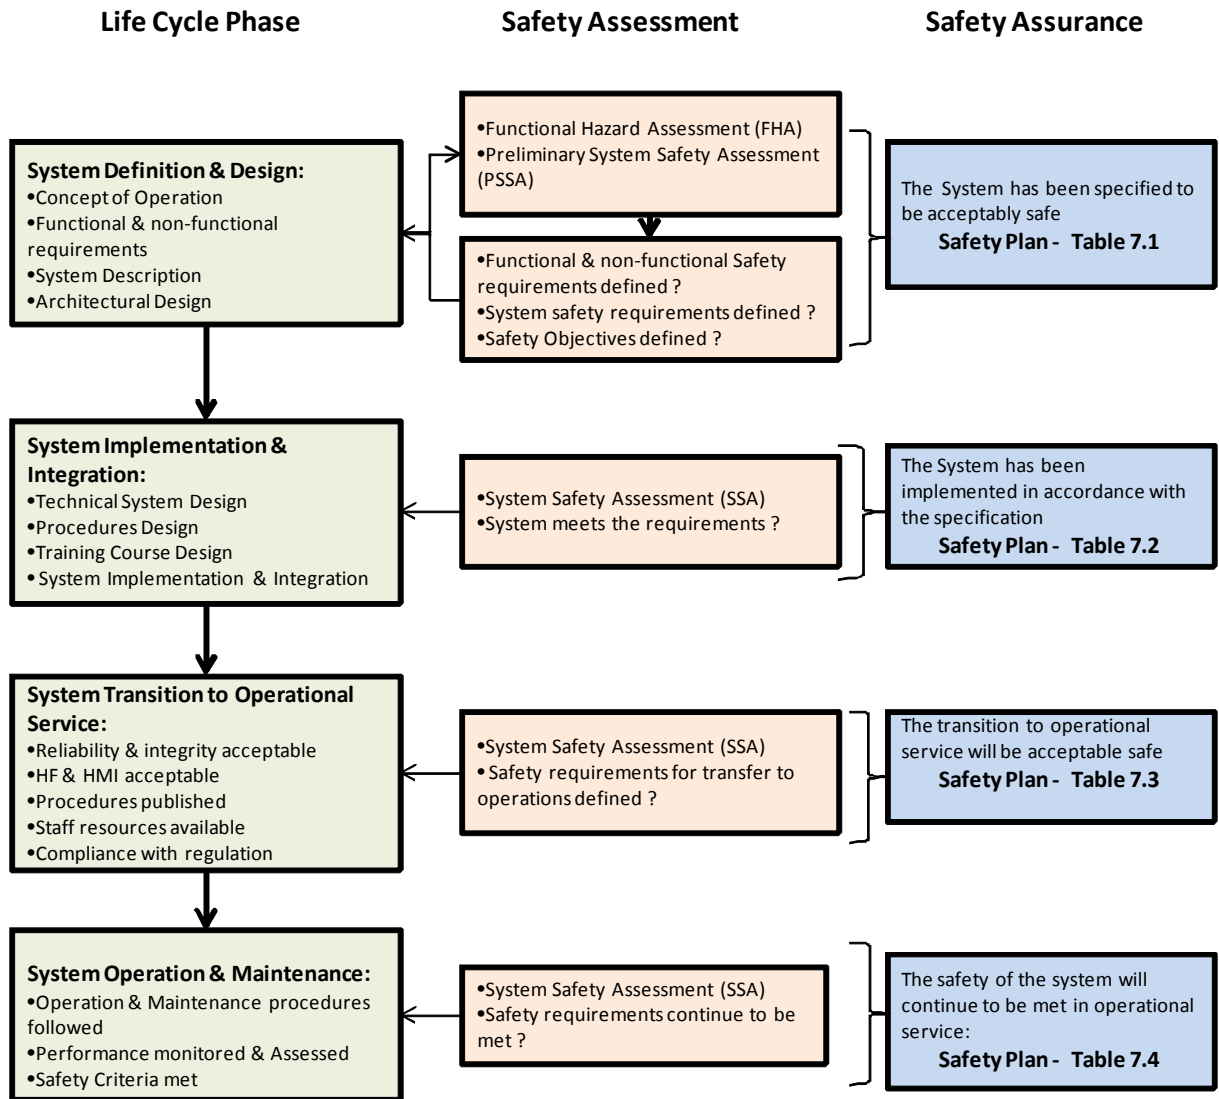 Life Cycle Phase
Safety Assessment
Safety Assurance
System Definition & Design:
•Concept of Operation
•Functional & non-functional
requirements
•System Description
•Architectural Design
•Functional Hazard Assessment (FHA)
•Preliminary System Safety Assessment
(PSSA)
•Functional & non-functional Safety
requirements defined ?
•System safety requirements defined ?
•Safety Objectives defined ?
The System has been specified to
be acceptably safe
Safety Plan - Table 7.1
System Implementation &
Integration:
•Technical System Design
•Procedures Design
•Training Course Design
•System Implementation & Integration
•System Safety Assessment (SSA)
•System meets the requirements ?
The System has been
implemented in accordance with
the specification
Safety Plan - Table 7.2
System Transition to Operational
Service:
•Reliability & integrity acceptable
•HF & HMI acceptable
•Procedures published
•Staff resources available
•Compliance with regulation
•System Safety Assessment (SSA)
•Safety requirements for transfer to
operations defined ?
The transition to operational
service will be acceptable safe
Safety Plan - Table 7.3
System Operation & Maintenance:
•Operation & Maintenance procedures
followed
•Performance monitored & Assessed
•Safety Criteria met
•System Safety Assessment (SSA)
•Safety requirements continue to be
met ?
The safety of the system will
continue to be met in operational
service:
Safety Plan - Table 7.4